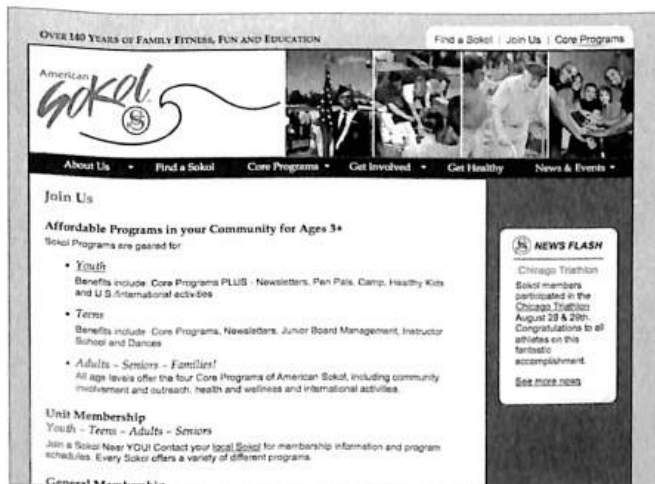 OVER 140 YEARS OF FAMILY FITNESS, FUN AND EDUCATION
Find a Sokol | Join Us | Core Programs
American
Sokol
About Us
Find a Sokol
Core Programs
Get Involved
Get Healthy
News & Events
Join Us
Affordable Programs in your Community for Ages 3+
Sokol Programs are geared for
• Youth
Benefits include: Core Programs PLUS - Newsletters, Pen Pals, Camp, Healthy Kids
and U.S./International activities
• Teens
Benefits include: Core Programs, Newsletters, Junior Board Management, Instructor
School and Dances
• Adults – Seniors – Families!
All age levels offer the four Core Programs of American Sokol, including community
involvement and outreach, health and wellness and international activities.
Unit Membership
Youth – Teens – Adults – Seniors
Join a Sokol Near YOU! Contact your local Sokol for membership information and program
schedules. Every Sokol offers a variety of different programs.
General Membership
S NEWS FLASH
Chicago Triathlon
Sokol members
participated in the
Chicago Triathlon
August 28 & 29th.
Congratulations to all
athletes on this
fantastic
accomplishment.
See more news